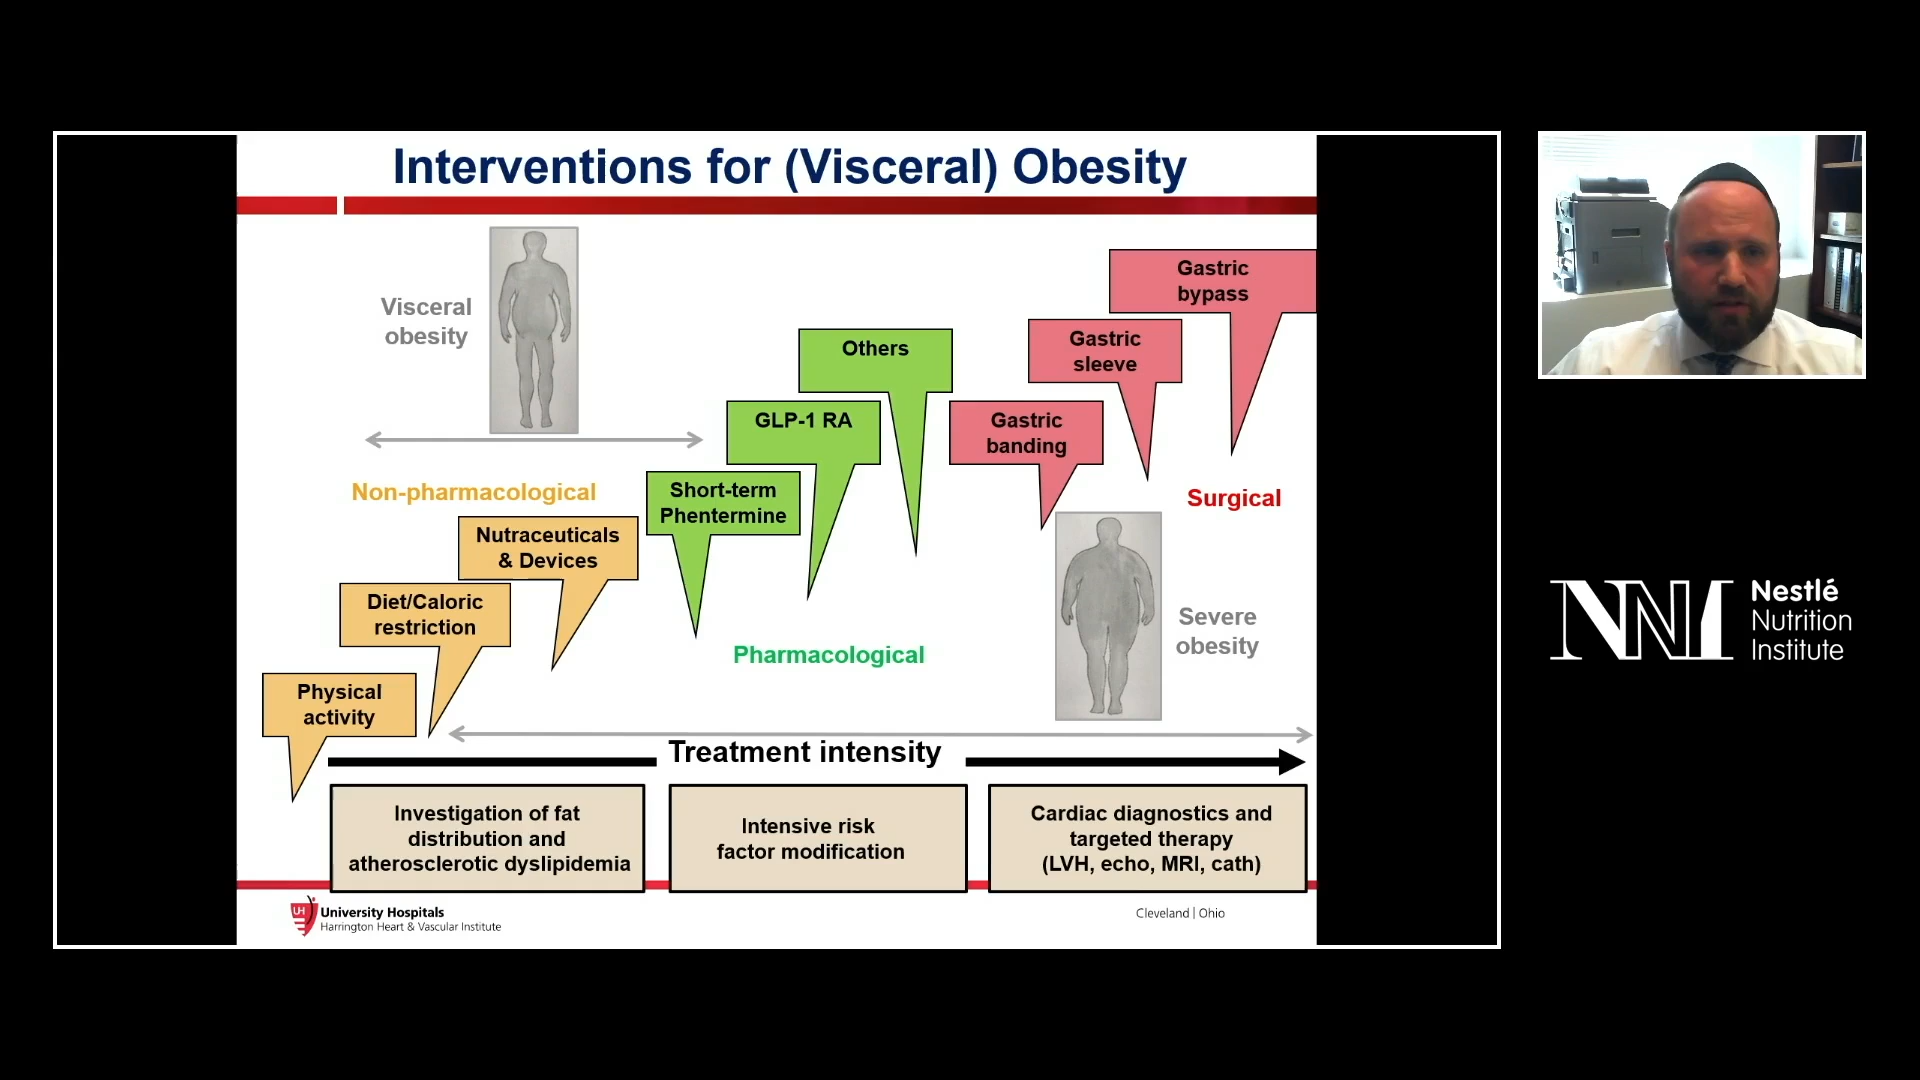 Interventions for (Visceral) Obesity
Visceral
obesity
Gastric
bypass
Gastric
sleeve
Others
GLP-1 RA
Gastric
banding
Non-pharmacological
Short-term
Phentermine
Surgical
Nutraceuticals
& Devices
Diet/Caloric
restriction
Pharmacological
Severe
obesity
Physical
activity
Treatment intensity
Investigation of fat
distribution and
atherosclerotic dyslipidemia
Intensive risk
factor modification
Cardiac diagnostics and
targeted therapy
(LVH, echo, MRI, cath)
UH
University Hospitals
Harrington Heart & Vascular Institute
Cleveland | Ohio
NNI
Nestlé
Nutrition
Institute